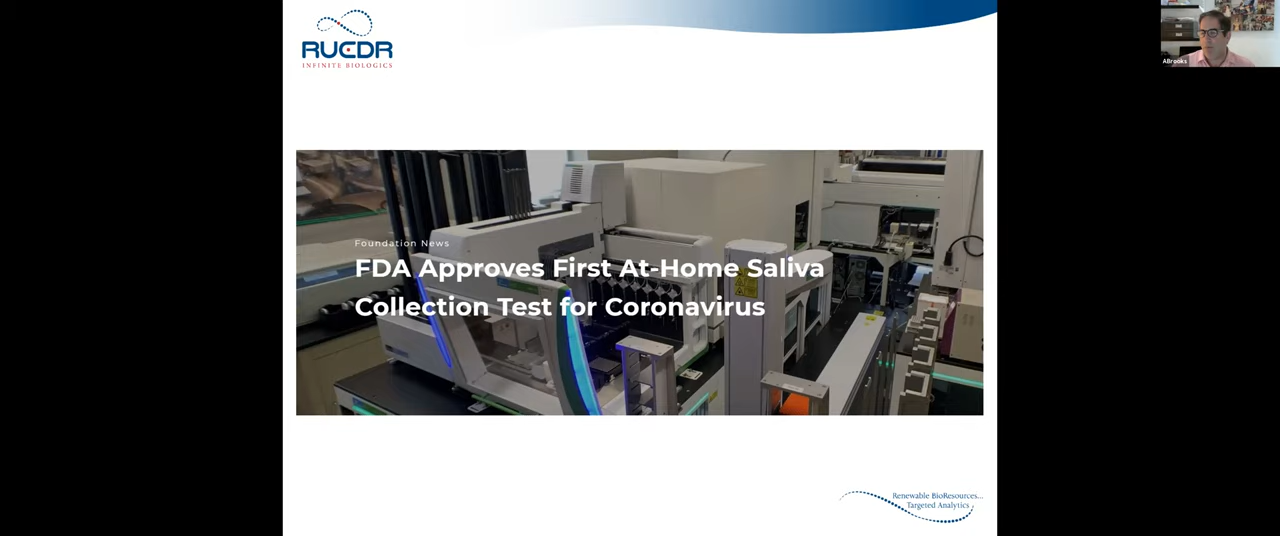 RUCDR
INFINITE BIOLOGICS
ABrooks
Foundation News
FDA Approves First At-Home Saliva
Collection Test for Coronavirus
Renewable BioResources...
Targeted Analytics